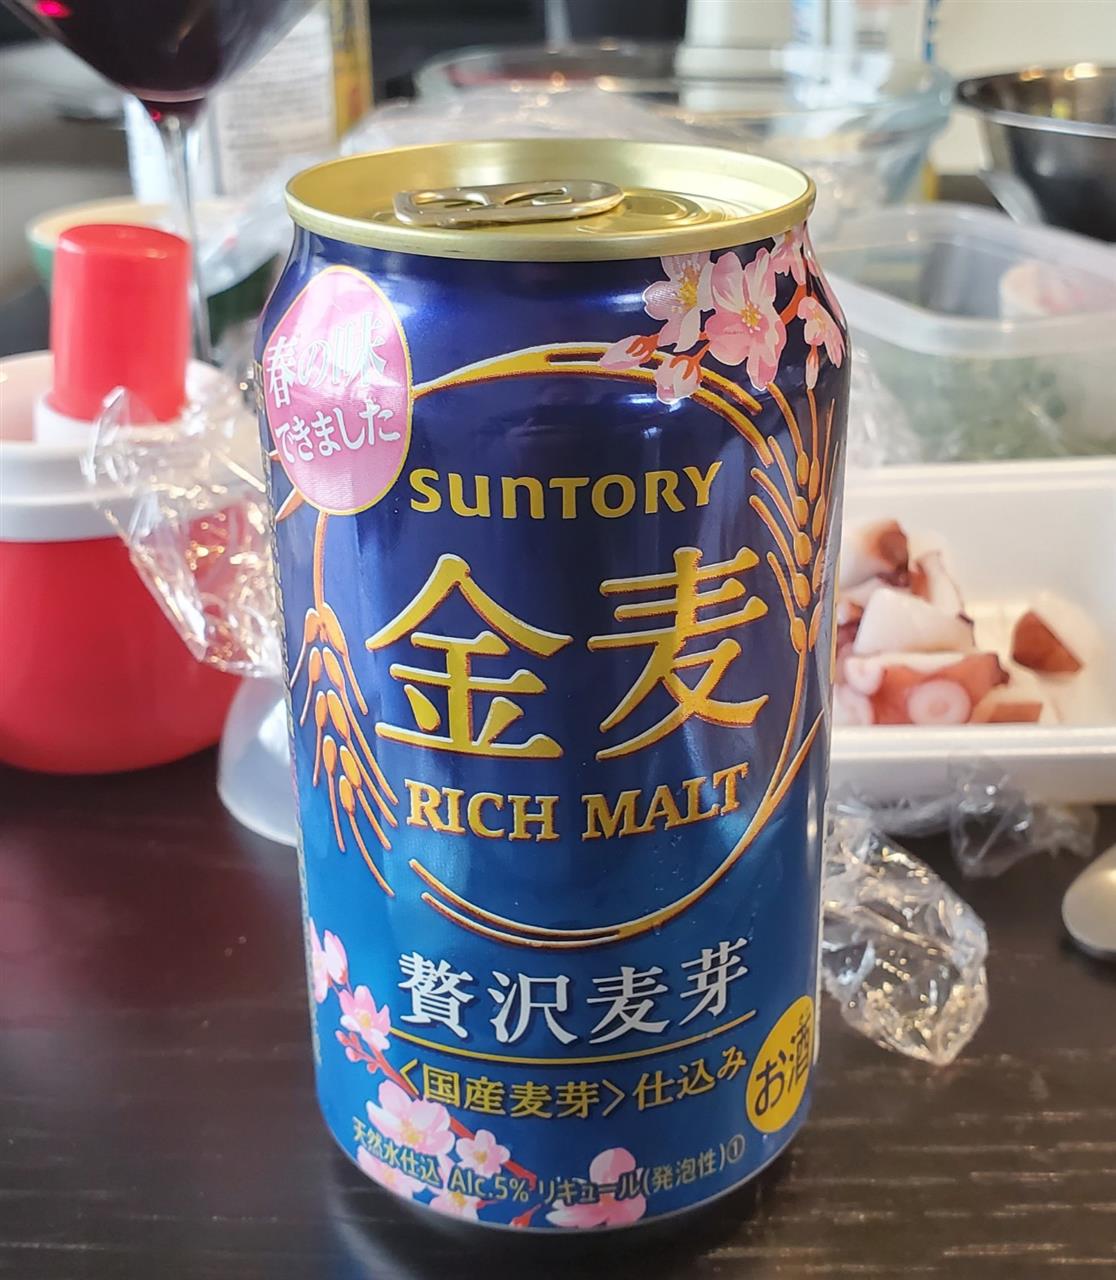 春の味
できました
SUNTORY
金麦
RICH MALT
贅沢麦芽
〈国産麦芽〉仕込み
お酒
天然水仕込 Alc.5% リキュール(発泡性)①